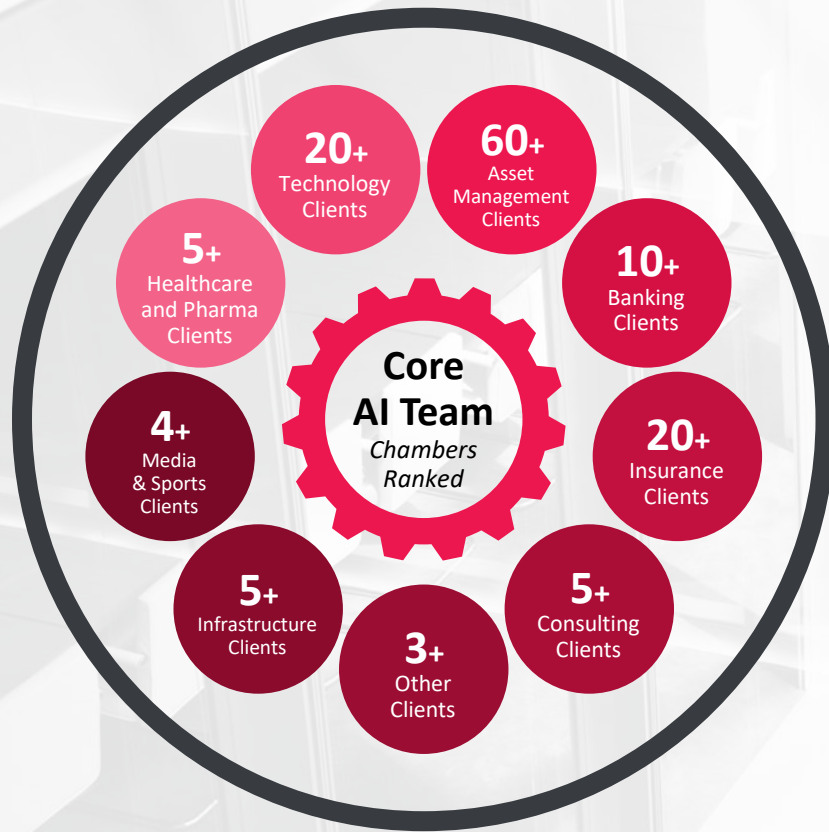 20+
Technology
Clients
60+
Asset
Management
Clients
5+
Healthcare
and Pharma
Clients
10+
Banking
Clients
Core
AI Team
Chambers
Ranked
4+
Media
& Sports
Clients
20+
Insurance
Clients
5+
Infrastructure
Clients
5+
Consulting
Clients
3+
Other
Clients